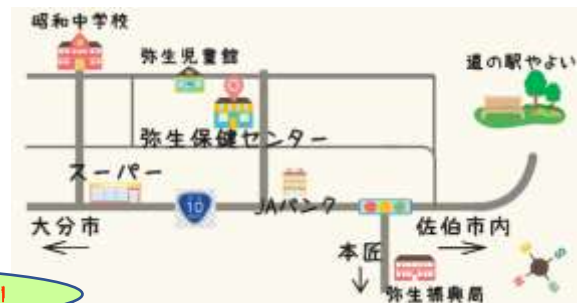 昭和中学校
弥生児童館
道の駅やよい
弥生保健センター
スーパー
10
JAバンク
大分市
佐伯市内
本匠
弥生振興局